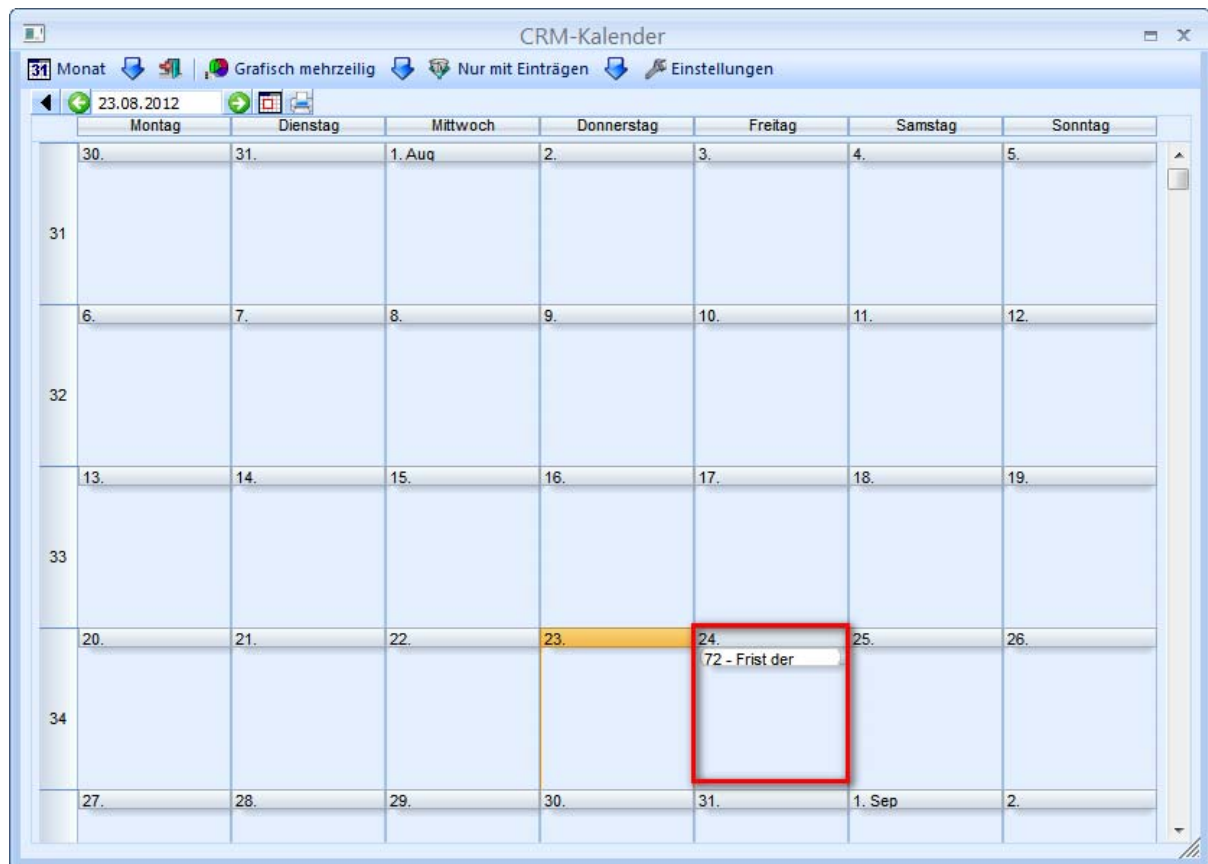 CRM-Kalender
31 Monat Grafisch mehrzeilig Nur mit Einträgen Einstellungen
23.08.2012
Montag Dienstag Mittwoch Donnerstag Freitag Samstag Sonntag
30. 31. 1. Aug 2. 3. 4. 5.
31
6. 7. 8. 9. 10. 11. 12.
32
13. 14. 15. 16. 17. 18. 19.
33
20. 21. 22. 23. 24. 25. 26.
72 - Frist der
34
27. 28. 29. 30. 31. 1. Sep 2.